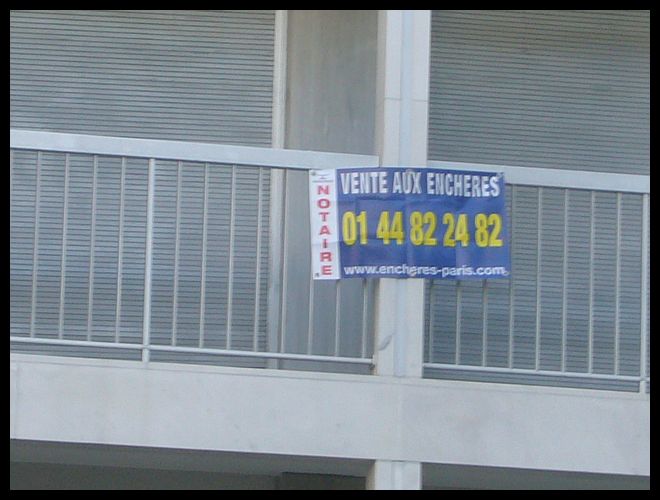 NOTAIRE
VENTE AUX ENCHERES
01 44 82 24 82
www.encheres-paris.com